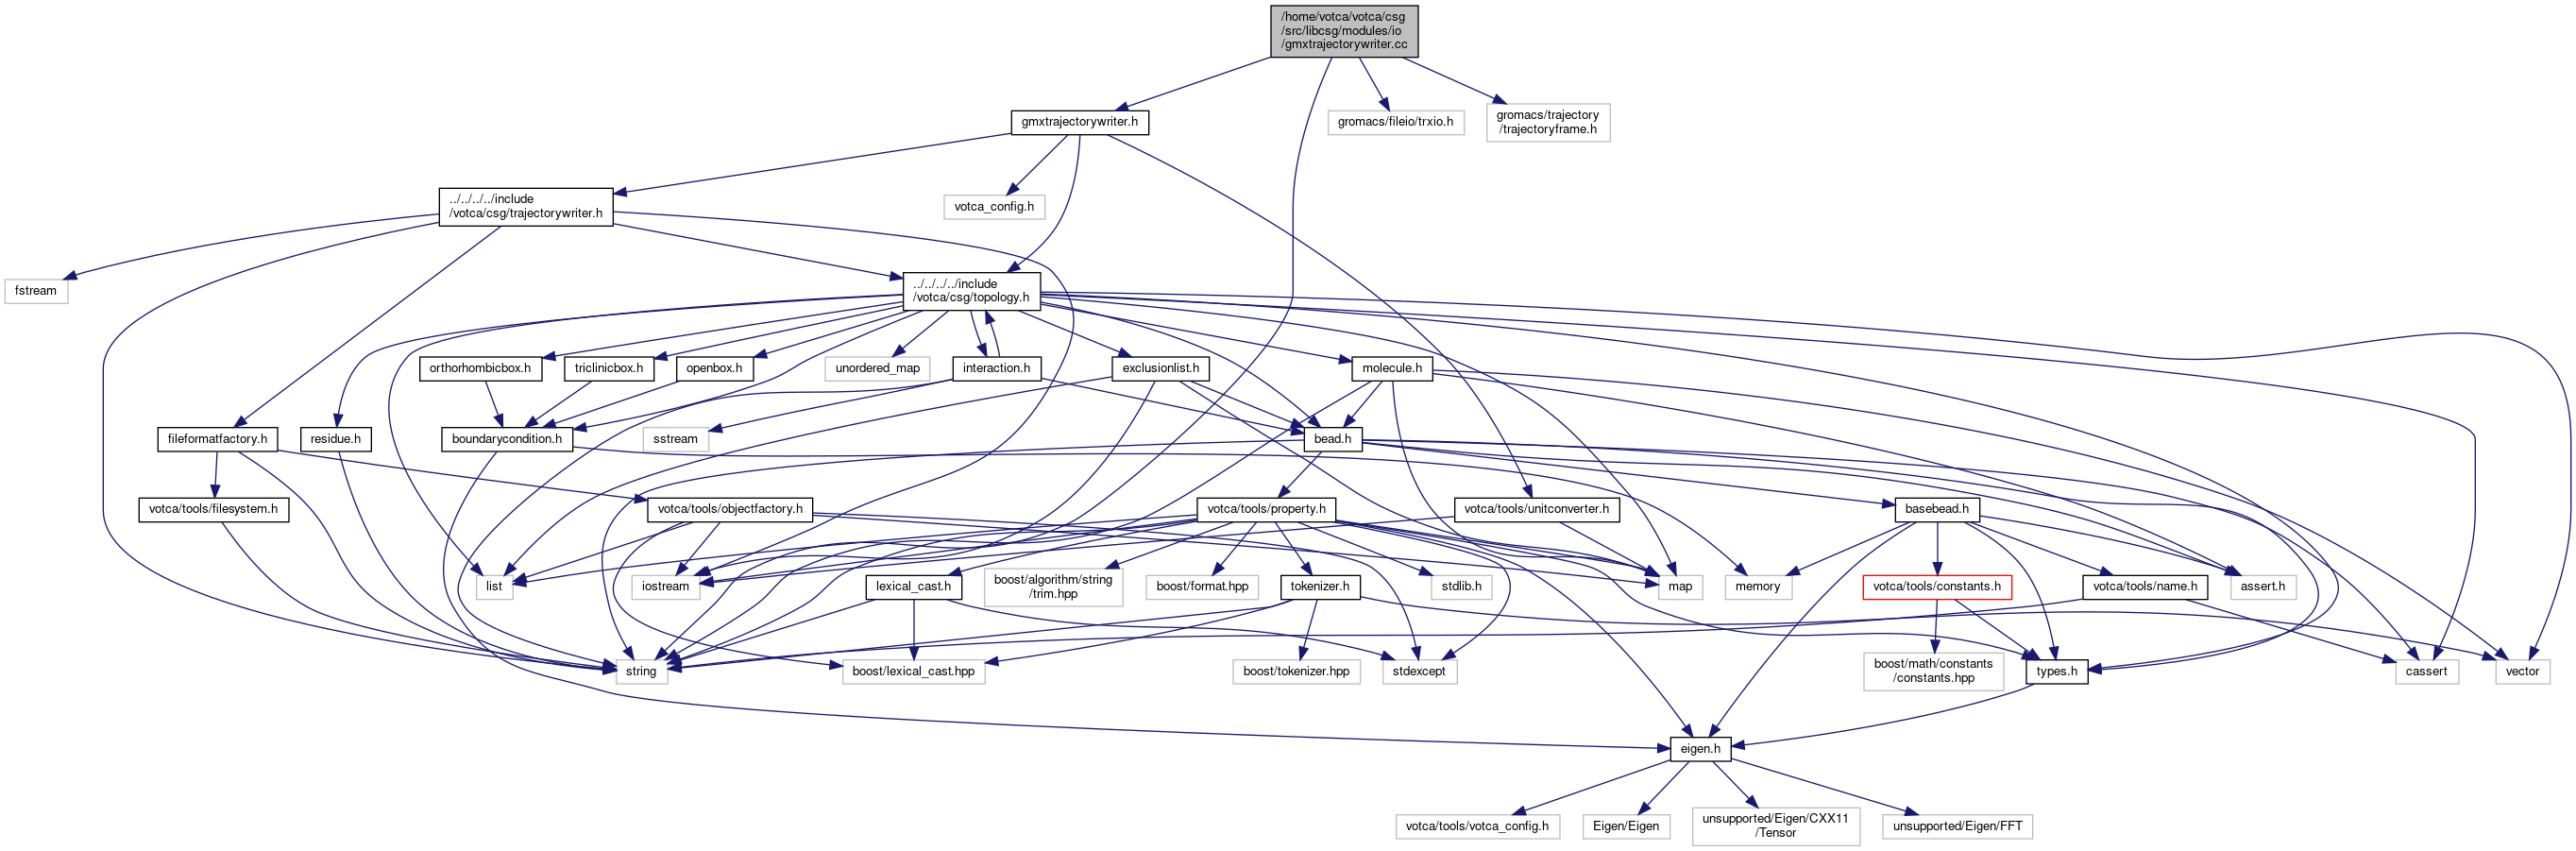 /home/votca/votca/csg
/src/libcsg/modules/io
/gmxtrajectorywriter.cc
gmxtrajectorywriter.h
gromacs/fileio/trxio.h
gromacs/trajectory
/trajectoryframe.h
../../../../include
/votca/csg/trajectorywriter.h
votca_config.h
fstream
../../../../include
/votca/csg/topology.h
orthorhombicbox.h
triclinicbox.h
openbox.h
unordered_map
interaction.h
exclusionlist.h
molecule.h
fileformatfactory.h
residue.h
boundarycondition.h
sstream
bead.h
votca/tools/filesystem.h
votca/tools/objectfactory.h
votca/tools/property.h
votca/tools/unitconverter.h
basebead.h
list
iostream
lexical_cast.h
boost/algorithm/string
/trim.hpp
boost/format.hpp
tokenizer.h
stdlib.h
map
memory
votca/tools/constants.h
votca/tools/name.h
assert.h
string
boost/lexical_cast.hpp
boost/tokenizer.hpp
stdexcept
boost/math/constants
/constants.hpp
types.h
cassert
vector
eigen.h
votca/tools/votca_config.h
Eigen/Eigen
unsupported/Eigen/CXX11
/Tensor
unsupported/Eigen/FFT